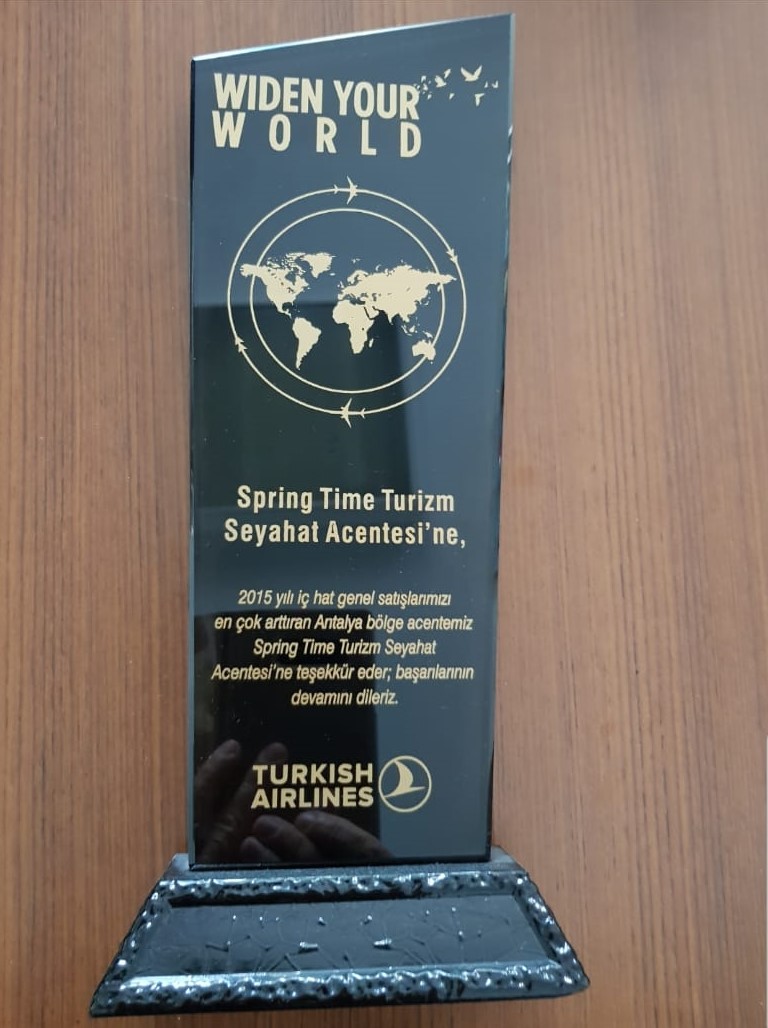 WIDEN YOUR
WORLD
Spring Time Turizm
Seyahat Acentesi'ne,
2015 yılı iç hat genel satışlarımızı
en çok arttıran Antalya bölge acentemiz
Spring Time Turizm Seyahat
Acentesi'ne teşekkür eder; başarılarının
devamını dileriz.
TURKISH
AIRLINES